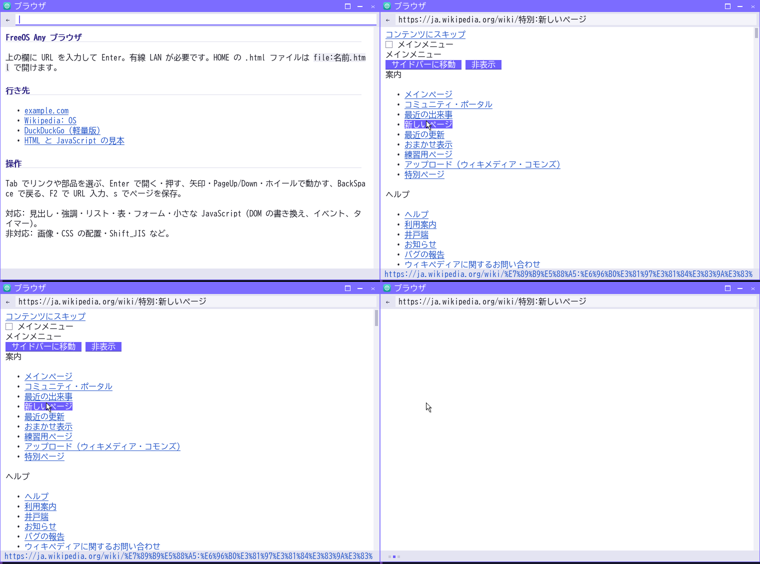 ブラウザ
←
FreeOS Any ブラウザ
上の欄に URL を入力して Enter。有線 LAN が必要です。HOME の .html ファイルは file:名前.htm
l で開けます。
行き先
• example.com
• Wikipedia: OS
• DuckDuckGo (軽量版)
• HTML と JavaScript の見本
操作
Tab でリンクや部品を選ぶ、Enter で開く・押す、矢印・PageUp/Down・ホイールで動かす、BackSpa
ce で戻る、F2 で URL 入力、s でページを保存。
対応: 見出し・強調・リスト・表・フォーム・小さな JavaScript (DOM の書き換え、イベント、タ
イマー)。
非対応: 画像・CSS の配置・Shift_JIS など。
ブラウザ
← https://ja.wikipedia.org/wiki/特別:新しいページ
コンテンツにスキップ
メインメニュー
メインメニュー
サイドバーに移動 非表示
案内
• メインページ
• コミュニティ・ポータル
• 最近の出来事
• 新しいページ
• 最近の更新
• おまかせ表示
• 練習用ページ
• アップロード (ウィキメディア・コモンズ)
• 特別ページ
ヘルプ
• ヘルプ
• 利用案内
• 井戸端
• お知らせ
• バグの報告
• ウィキペディアに関するお問い合わせ
https://ja.wikipedia.org/wiki/%E7%89%B9%E5%88%A5:%E6%96%B0%E3%81%97%E3%81%84%E3%83%9A%E3%83%
ブラウザ
← https://ja.wikipedia.org/wiki/特別:新しいページ
コンテンツにスキップ
メインメニュー
メインメニュー
サイドバーに移動 非表示
案内
• メインページ
• コミュニティ・ポータル
• 最近の出来事
• 新しいページ
• 最近の更新
• おまかせ表示
• 練習用ページ
• アップロード (ウィキメディア・コモンズ)
• 特別ページ
ヘルプ
• ヘルプ
• 利用案内
• 井戸端
• お知らせ
• バグの報告
• ウィキペディアに関するお問い合わせ
https://ja.wikipedia.org/wiki/%E7%89%B9%E5%88%A5:%E6%96%B0%E3%81%97%E3%81%84%E3%83%9A%E3%83%
ブラウザ
← https://ja.wikipedia.org/wiki/特別:新しいページ